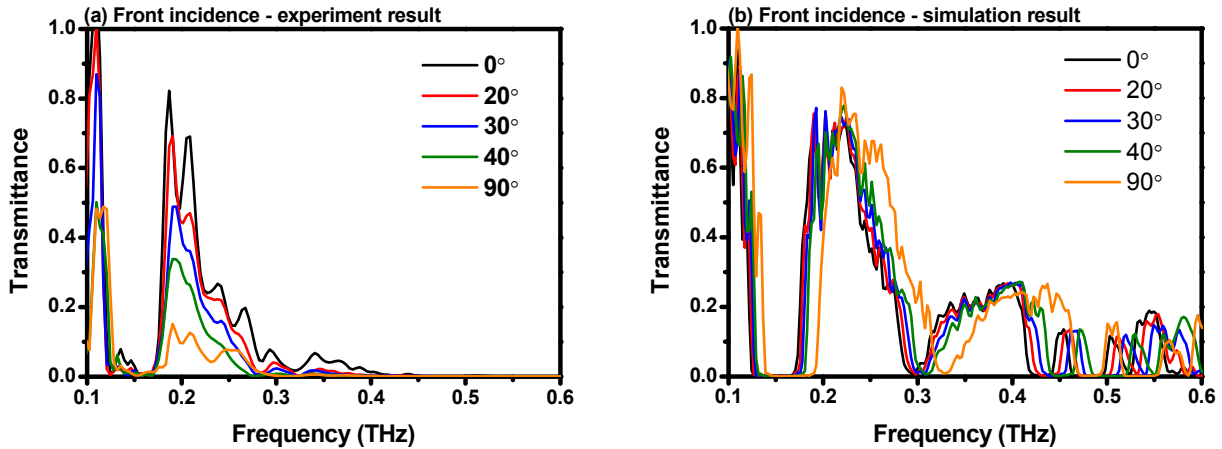 (a) Front incidence - experiment result
1.0
0.8
0.6
0.4
0.2
0.0
Transmittance
0°
20°
30°
40°
90°
0.1 0.2 0.3 0.4 0.5 0.6
Frequency (THz)
(b) Front incidence - simulation result
1.0
0.8
0.6
0.4
0.2
0.0
Transmittance
0°
20°
30°
40°
90°
0.1 0.2 0.3 0.4 0.5 0.6
Frequency (THz)